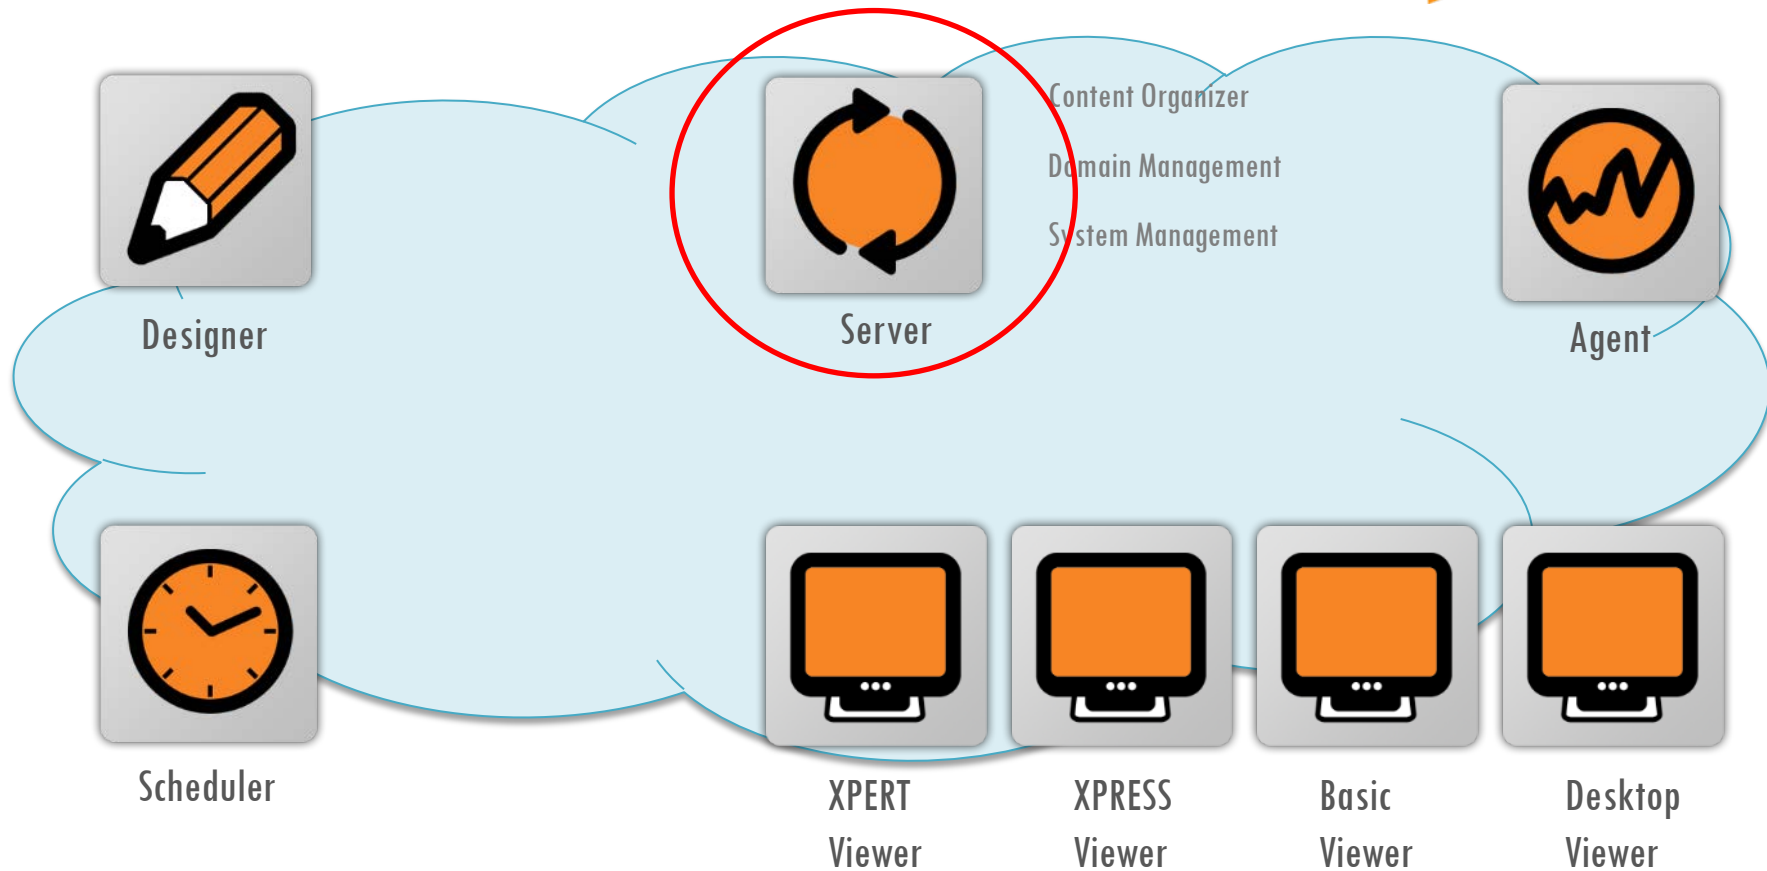 Content Organizer
Domain Management
System Management
Designer
Server
Agent
Scheduler
XPERT
Viewer
XPRESS
Viewer
Basic
Viewer
Desktop
Viewer